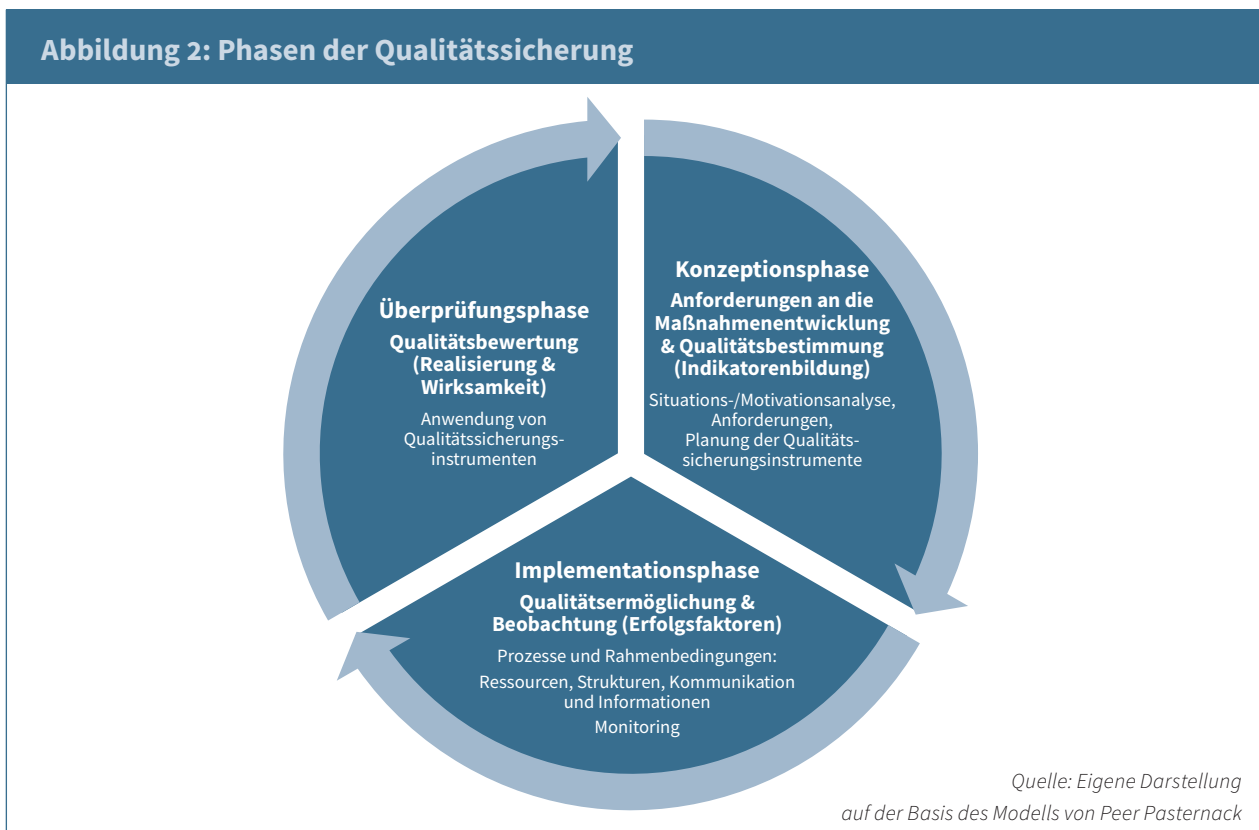 Abbildung 2: Phasen der Qualitätssicherung
Konzeptionsphase
Anforderungen an die
Maßnahmenentwicklung
& Qualitätsbestimmung
(Indikatorenbildung)
Situations-/Motivationsanalyse,
Anforderungen,
Planung der Qualitäts-
sicherungsinstrumente
Implementationsphase
Qualitätsermöglichung &
Beobachtung (Erfolgsfaktoren)
Prozesse und Rahmenbedingungen:
Ressourcen, Strukturen, Kommunikation
und Informationen
Monitoring
Überprüfungsphase
Qualitätsbewertung
(Realisierung &
Wirksamkeit)
Anwendung von
Qualitätssicherungs-
instrumenten
Quelle: Eigene Darstellung
auf der Basis des Modells von Peer Pasternack